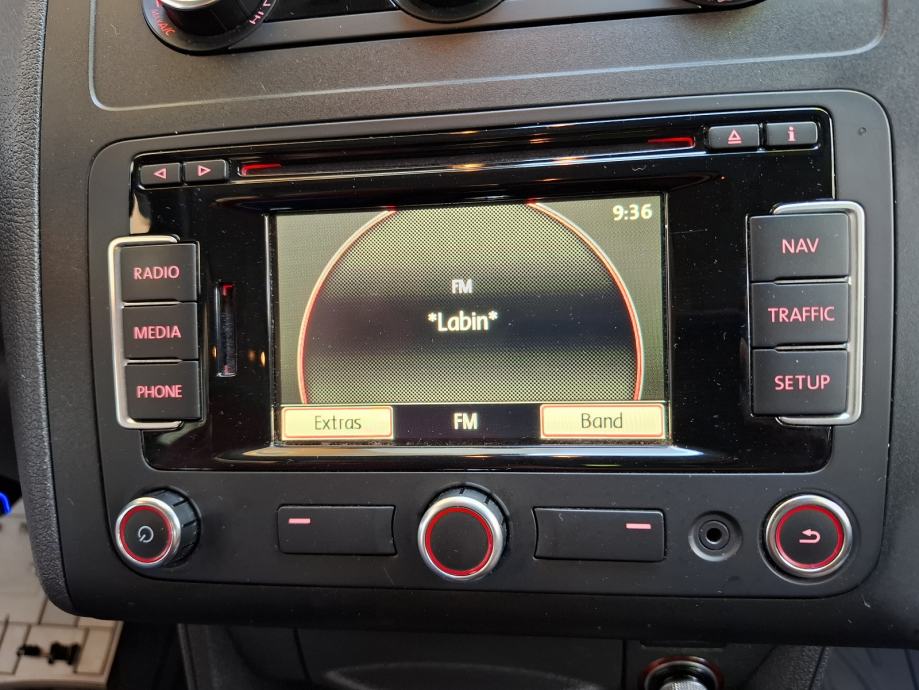 9:36
RADIO
MEDIA
PHONE
FM
*Labin*
Extras
FM
Band
NAV
TRAFFIC
SETUP
i